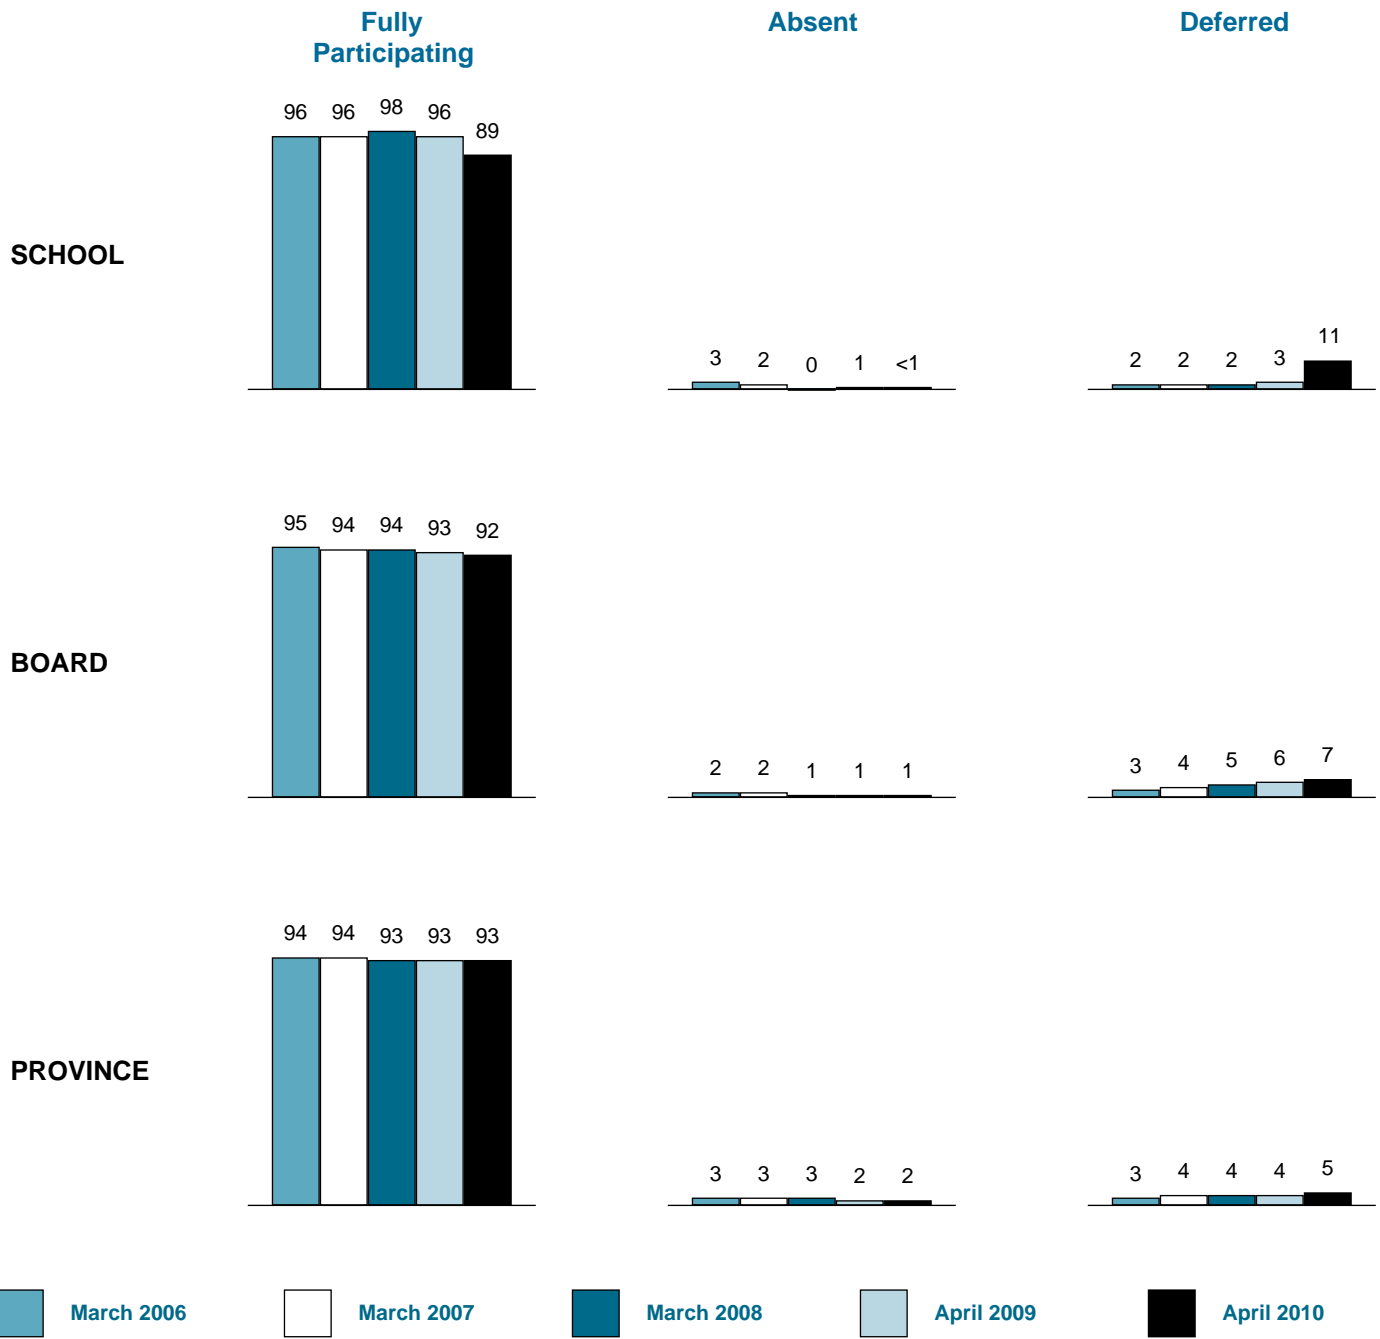 Fully
Participating
Absent
Deferred
96 96 98 96 89
SCHOOL
3 2 0 1 <1
2 2 2 3 11
95 94 94 93 92
BOARD
2 2 1 1 1
3 4 5 6 7
94 94 93 93 93
PROVINCE
3 3 3 2 2
3 4 4 4 5
March 2006
March 2007
March 2008
April 2009
April 2010